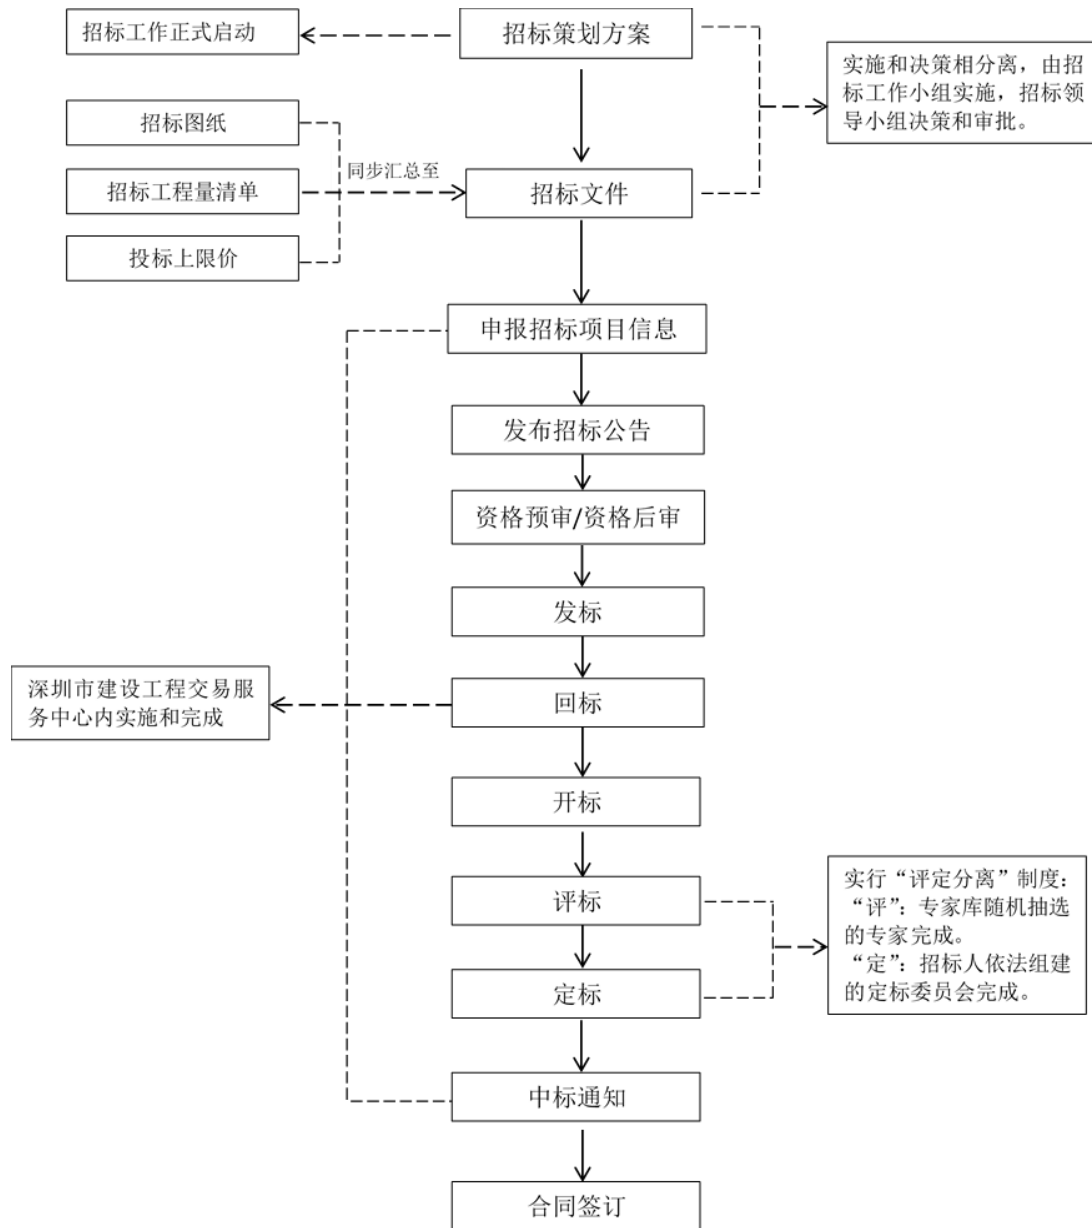 招标工作正式启动
招标策划方案
实施和决策相分离，由招
标工作小组实施，招标领
导小组决策和审批。
招标图纸
同步汇总至
招标工程量清单
招标文件
投标上限价
申报招标项目信息
发布招标公告
资格预审/资格后审
发标
深圳市建设工程交易服
务中心内实施和完成
回标
开标
评标
实行“评定分离”制度：
“评”：专家库随机抽选
的专家完成。
“定”：招标人依法组建
的定标委员会完成。
定标
中标通知
合同签订